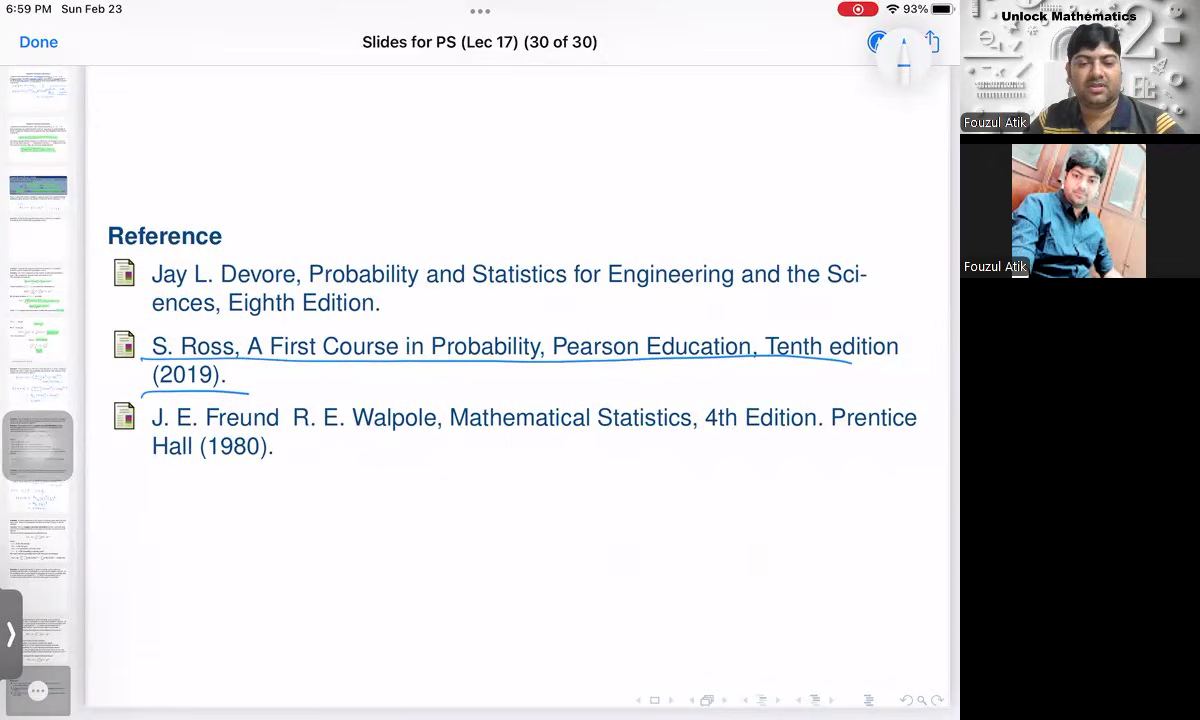 6:59 PM Sun Feb 23
93%
Done
Slides for PS (Lec 17) (30 of 30)
Unlock Mathematics
Fouzul Atik
Fouzul Atik
Reference
Jay L. Devore, Probability and Statistics for Engineering and the Sci-
ences, Eighth Edition.
S. Ross, A First Course in Probability, Pearson Education, Tenth edition
(2019).
J. E. Freund R. E. Walpole, Mathematical Statistics, 4th Edition. Prentice
Hall (1980).